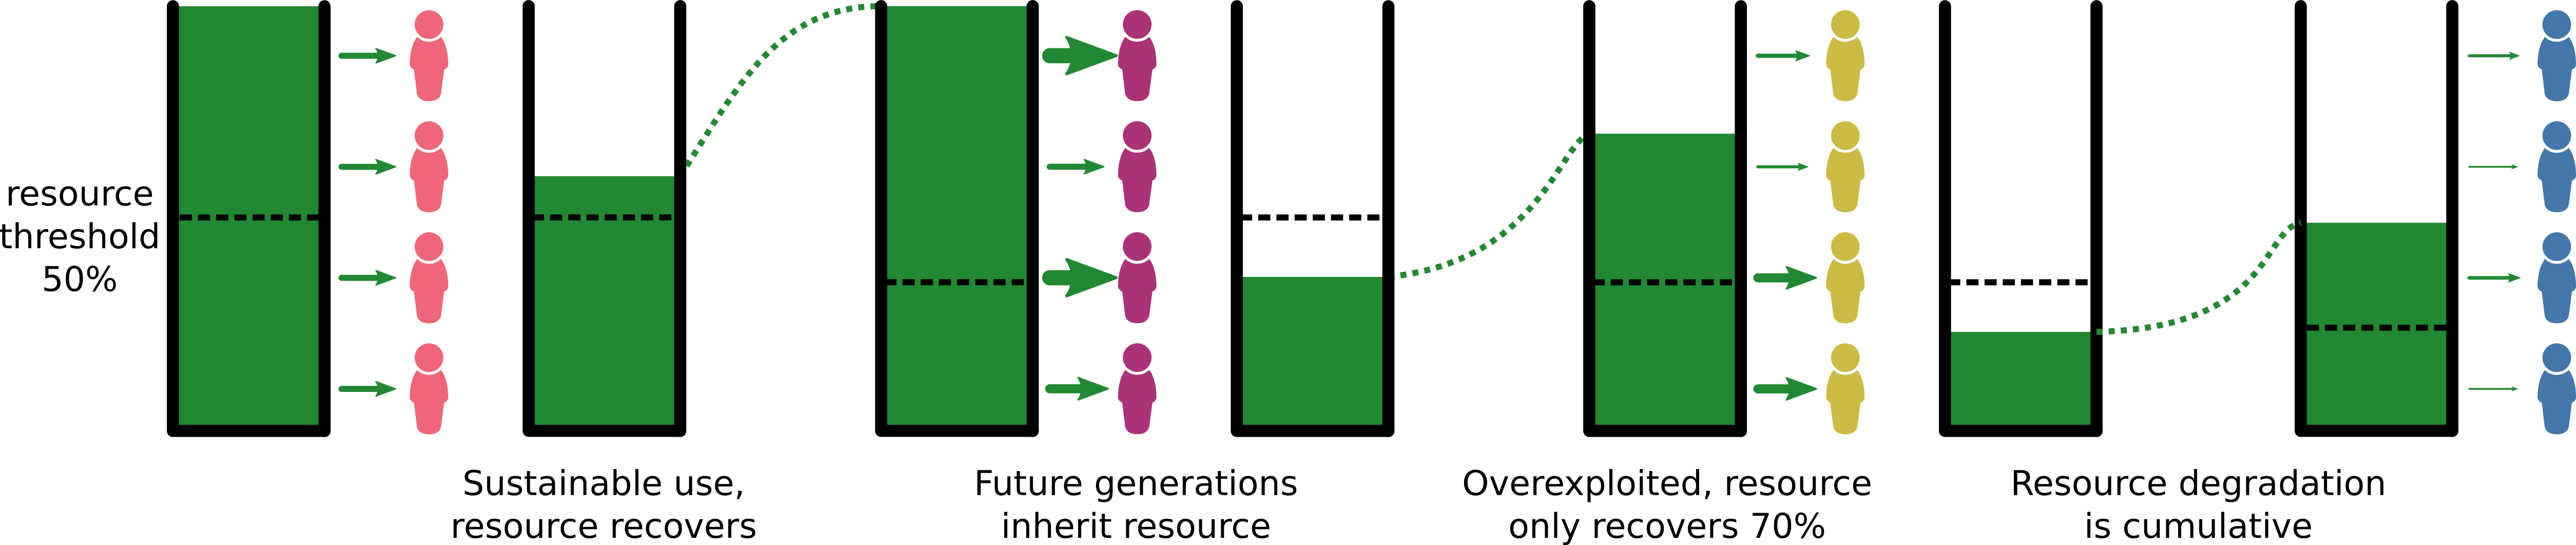 resource
threshold
50%
Sustainable use,
resource recovers
Future generations
inherit resource
Overexploited, resource
only recovers 70%
Resource degradation
is cumulative